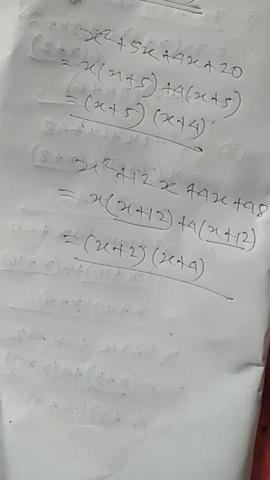 x²+5x+4x+20
= x(x+5)+4(x+5)
= (x+5) (x+4)
x²+12x+4x+48
= x(x+12)+4(x+12)
= (x+2) (x+4)